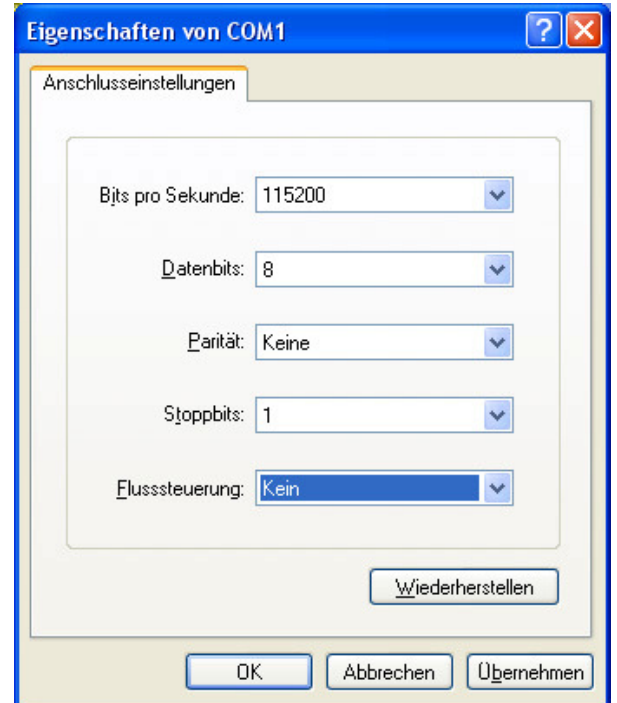 Eigenschaften von COM1
Anschlusseinstellungen
Bits pro Sekunde: 115200
Datenbits: 8
Parität: Keine
Stoppbits: 1
Flusssteuerung: Kein
Wiederherstellen
OK Abbrechen Übernehmen